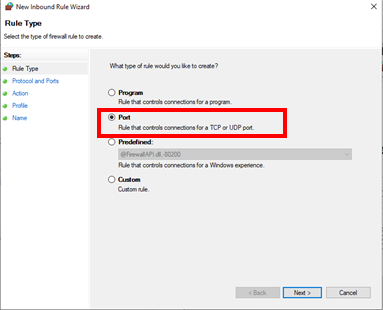 New Inbound Rule Wizard
Rule Type
Select the type of firewall rule to create.
Steps:
Rule Type
Protocol and Ports
Action
Profile
Name
What type of rule would you like to create?
Program
Rule that controls connections for a program.
Port
Rule that controls connections for a TCP or UDP port.
Predefined:
@FirewallAPI.dll,-80200
Rule that controls connections for a Windows experience.
Custom
Custom rule.
< Back
Next >
Cancel